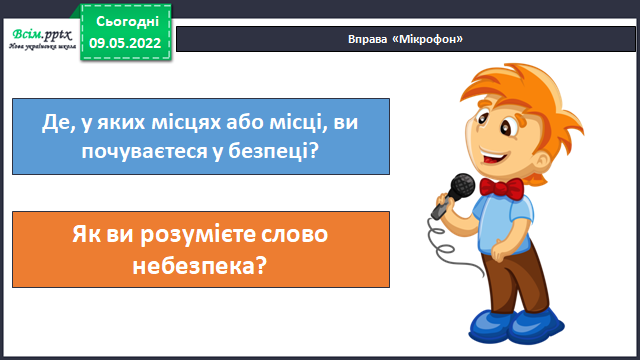 Всім.pptx
Нова українська школа
Сьогодні
09.05.2022
Вправа «Мікрофон»
Де, у яких місцях або місці, ви
почуваєтеся у безпеці?
Як ви розумієте слово
небезпека?